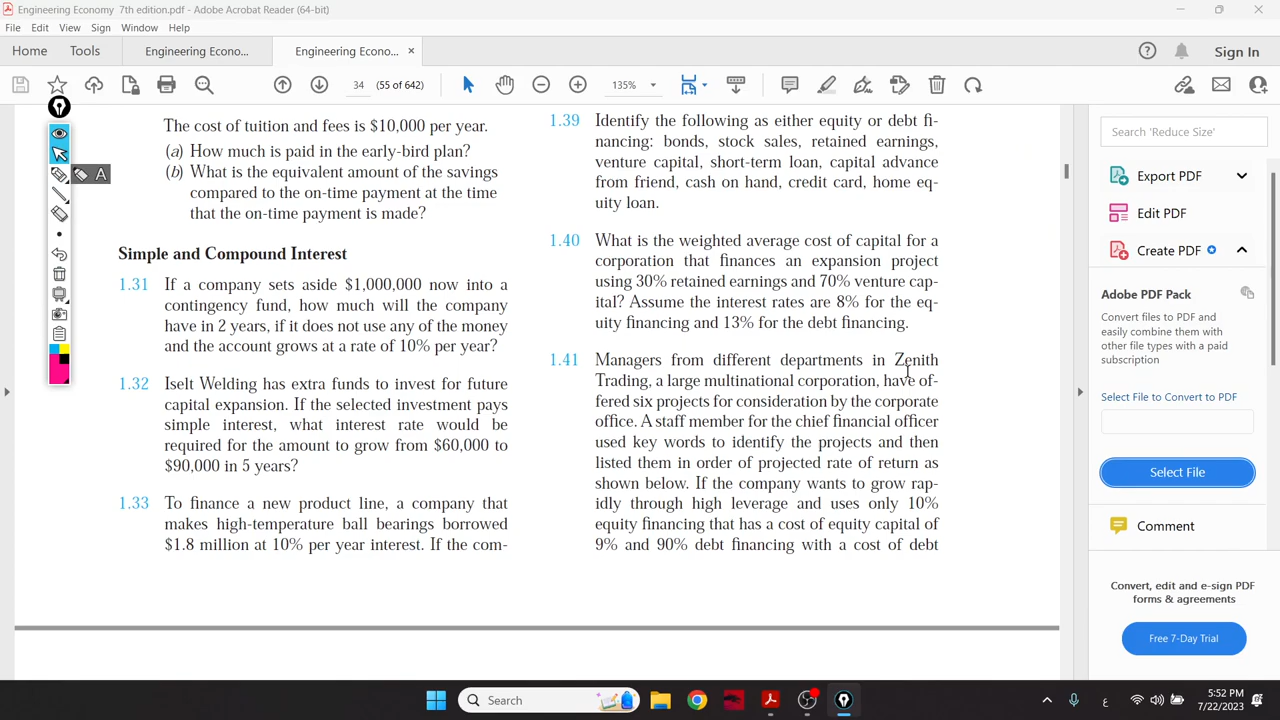 Engineering Economy 7th edition.pdf - Adobe Acrobat Reader (64-bit)
File Edit View Sign Window Help
Home Tools Engineering Econo... Engineering Econo... × Sign In
34 (55 of 642) 135%
The cost of tuition and fees is $10,000 per year.
(a) How much is paid in the early-bird plan?
(b) What is the equivalent amount of the savings
compared to the on-time payment at the time
that the on-time payment is made?
Simple and Compound Interest
1.31 If a company sets aside $1,000,000 now into a
contingency fund, how much will the company
have in 2 years, if it does not use any of the money
and the account grows at a rate of 10% per year?
1.32 Iselt Welding has extra funds to invest for future
capital expansion. If the selected investment pays
simple interest, what interest rate would be
required for the amount to grow from $60,000 to
$90,000 in 5 years?
1.33 To finance a new product line, a company that
makes high-temperature ball bearings borrowed
$1.8 million at 10% per year interest. If the com-
1.39 Identify the following as either equity or debt fi-
nancing: bonds, stock sales, retained earnings,
venture capital, short-term loan, capital advance
from friend, cash on hand, credit card, home eq-
uity loan.
1.40 What is the weighted average cost of capital for a
corporation that finances an expansion project
using 30% retained earnings and 70% venture cap-
ital? Assume the interest rates are 8% for the eq-
uity financing and 13% for the debt financing.
1.41 Managers from different departments in Zenith
Trading, a large multinational corporation, have of-
fered six projects for consideration by the corporate
office. A staff member for the chief financial officer
used key words to identify the projects and then
listed them in order of projected rate of return as
shown below. If the company wants to grow rap-
idly through high leverage and uses only 10%
equity financing that has a cost of equity capital of
9% and 90% debt financing with a cost of debt
A
Search 'Reduce Size'
Export PDF
Edit PDF
Create PDF
Adobe PDF Pack
Convert files to PDF and
easily combine them with
other file types with a paid
subscription
Select File to Convert to PDF
Select File
Comment
Convert, edit and e-sign PDF
forms & agreements
Free 7-Day Trial
Search
ع
5:52 PM
7/22/2023